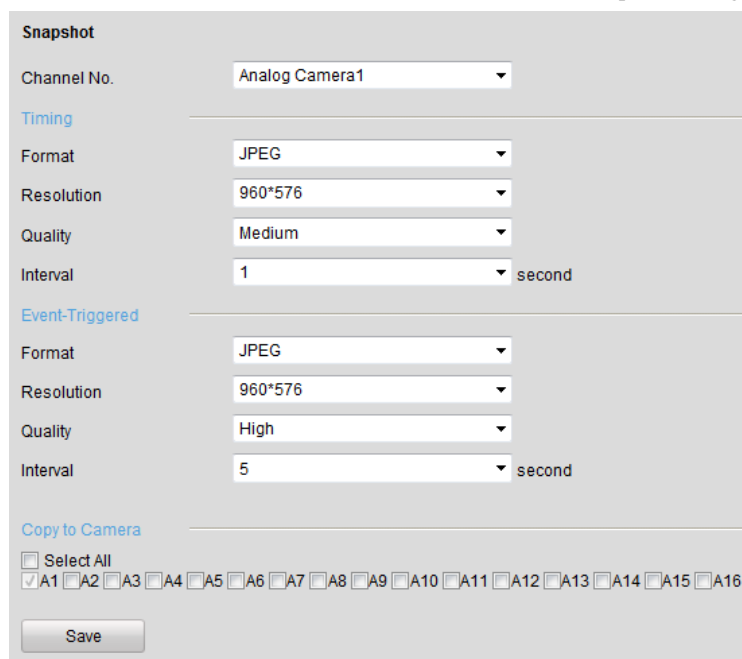 Snapshot
Channel No. Analog Camera1
Timing
Format JPEG
Resolution 960*576
Quality Medium
Interval 1 second
Event-Triggered
Format JPEG
Resolution 960*576
Quality High
Interval 5 second
Copy to Camera
Select All
A1 A2 A3 A4 A5 A6 A7 A8 A9 A10 A11 A12 A13 A14 A15 A16
Save